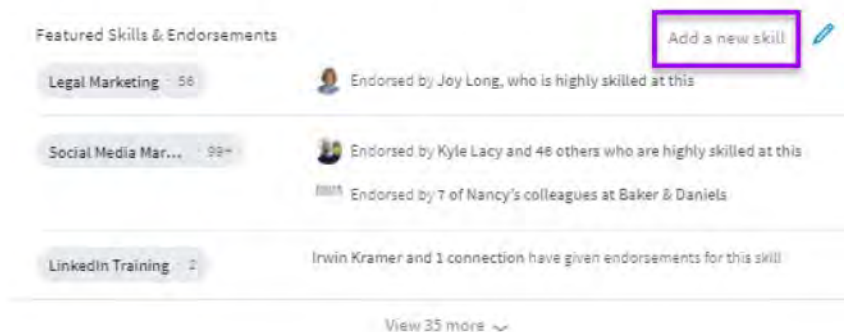 Featured Skills & Endorsements
Add a new skill
Legal Marketing · 56
Endorsed by Joy Long, who is highly skilled at this
Social Media Mar... · 99+
Endorsed by Kyle Lacy and 46 others who are highly skilled at this
Endorsed by 7 of Nancy's colleagues at Baker & Daniels
LinkedIn Training · 2
Irwin Kramer and 1 connection have given endorsements for this skill
View 35 more